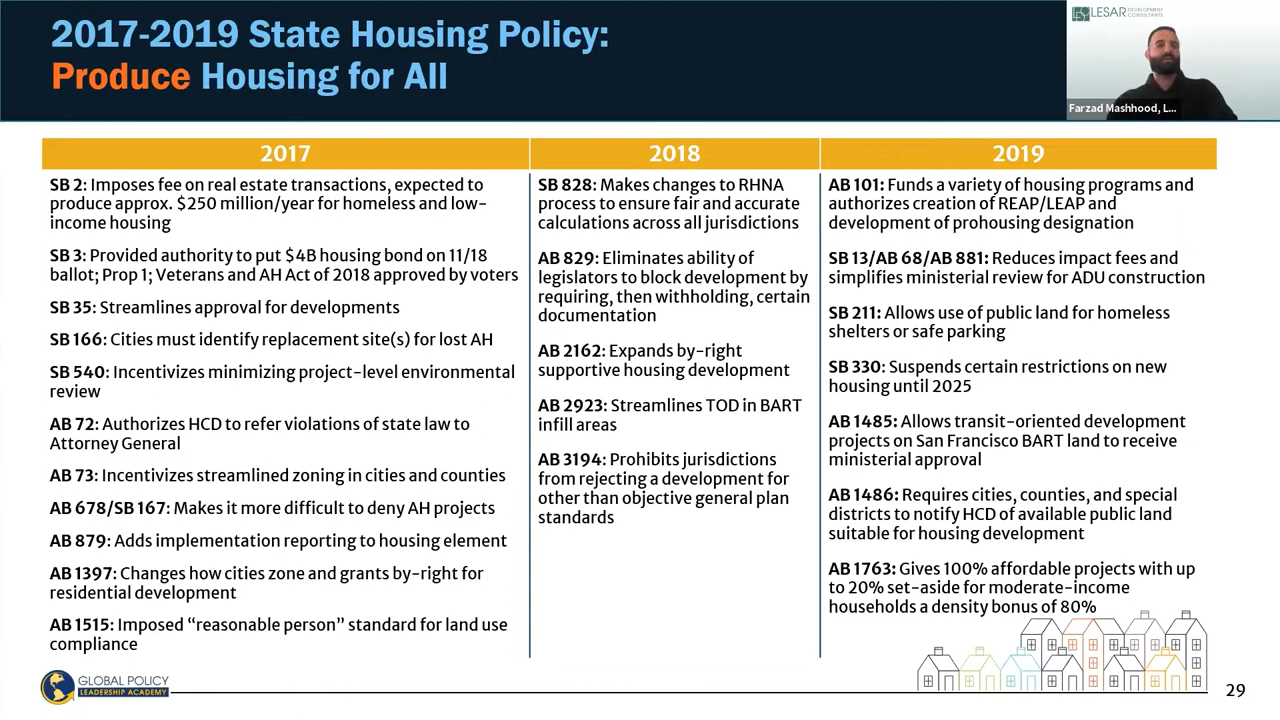 2017-2019 State Housing Policy:
Produce Housing for All
LESAR DEVELOPMENT
CONSULTANTS
Farzad Mashhood, L...
2017
SB 2: Imposes fee on real estate transactions, expected to
produce approx. $250 million/year for homeless and low-
income housing
SB 3: Provided authority to put $4B housing bond on 11/18
ballot; Prop 1; Veterans and AH Act of 2018 approved by voters
SB 35: Streamlines approval for developments
SB 166: Cities must identify replacement site(s) for lost AH
SB 540: Incentivizes minimizing project-level environmental
review
AB 72: Authorizes HCD to refer violations of state law to
Attorney General
AB 73: Incentivizes streamlined zoning in cities and counties
AB 678/SB 167: Makes it more difficult to deny AH projects
AB 879: Adds implementation reporting to housing element
AB 1397: Changes how cities zone and grants by-right for
residential development
AB 1515: Imposed “reasonable person” standard for land use
compliance
2018
SB 828: Makes changes to RHNA
process to ensure fair and accurate
calculations across all jurisdictions
AB 829: Eliminates ability of
legislators to block development by
requiring, then withholding, certain
documentation
AB 2162: Expands by-right
supportive housing development
AB 2923: Streamlines TOD in BART
infill areas
AB 3194: Prohibits jurisdictions
from rejecting a development for
other than objective general plan
standards
2019
AB 101: Funds a variety of housing programs and
authorizes creation of REAP/LEAP and
development of prohousing designation
SB 13/AB 68/AB 881: Reduces impact fees and
simplifies ministerial review for ADU construction
SB 211: Allows use of public land for homeless
shelters or safe parking
SB 330: Suspends certain restrictions on new
housing until 2025
AB 1485: Allows transit-oriented development
projects on San Francisco BART land to receive
ministerial approval
AB 1486: Requires cities, counties, and special
districts to notify HCD of available public land
suitable for housing development
AB 1763: Gives 100% affordable projects with up
to 20% set-aside for moderate-income
households a density bonus of 80%
GLOBAL POLICY
LEADERSHIP ACADEMY
29